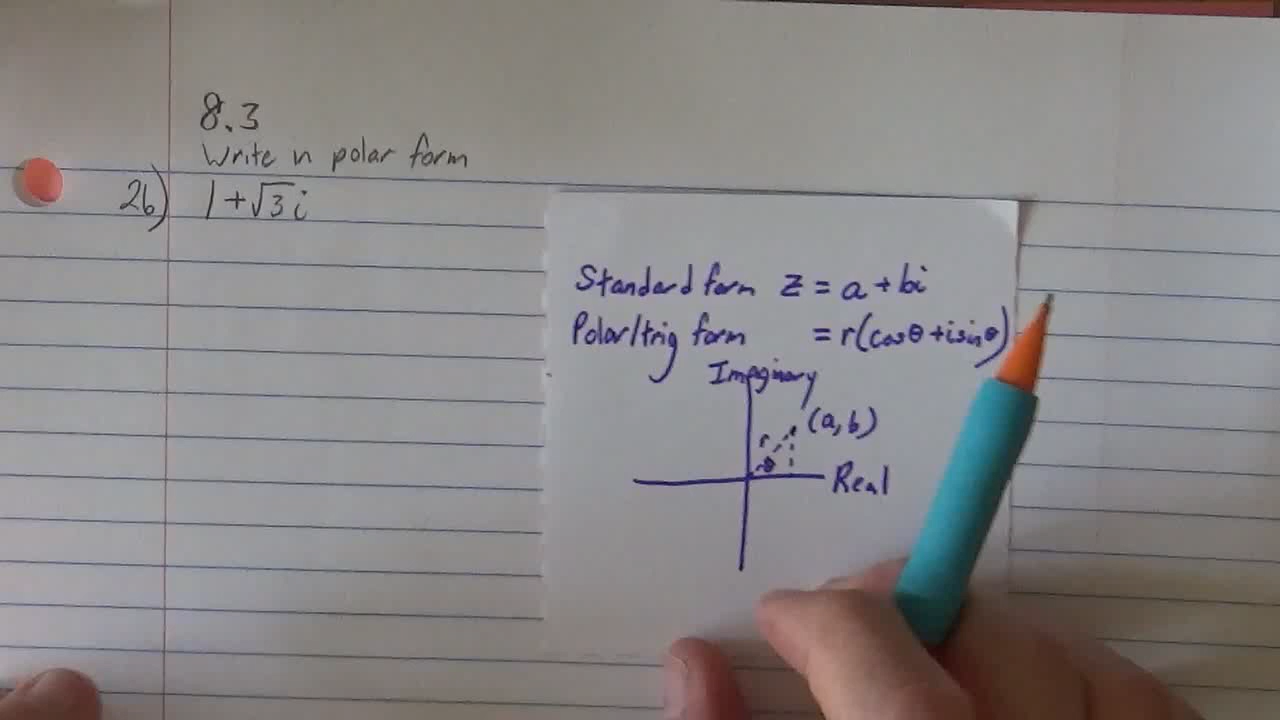 8.3
Write in polar form
26) 1+√3i
Standard form z = a + bi
Polar/trig form = r(cosθ + isinθ)
Imaginary
(a,b)
r
θ
Real